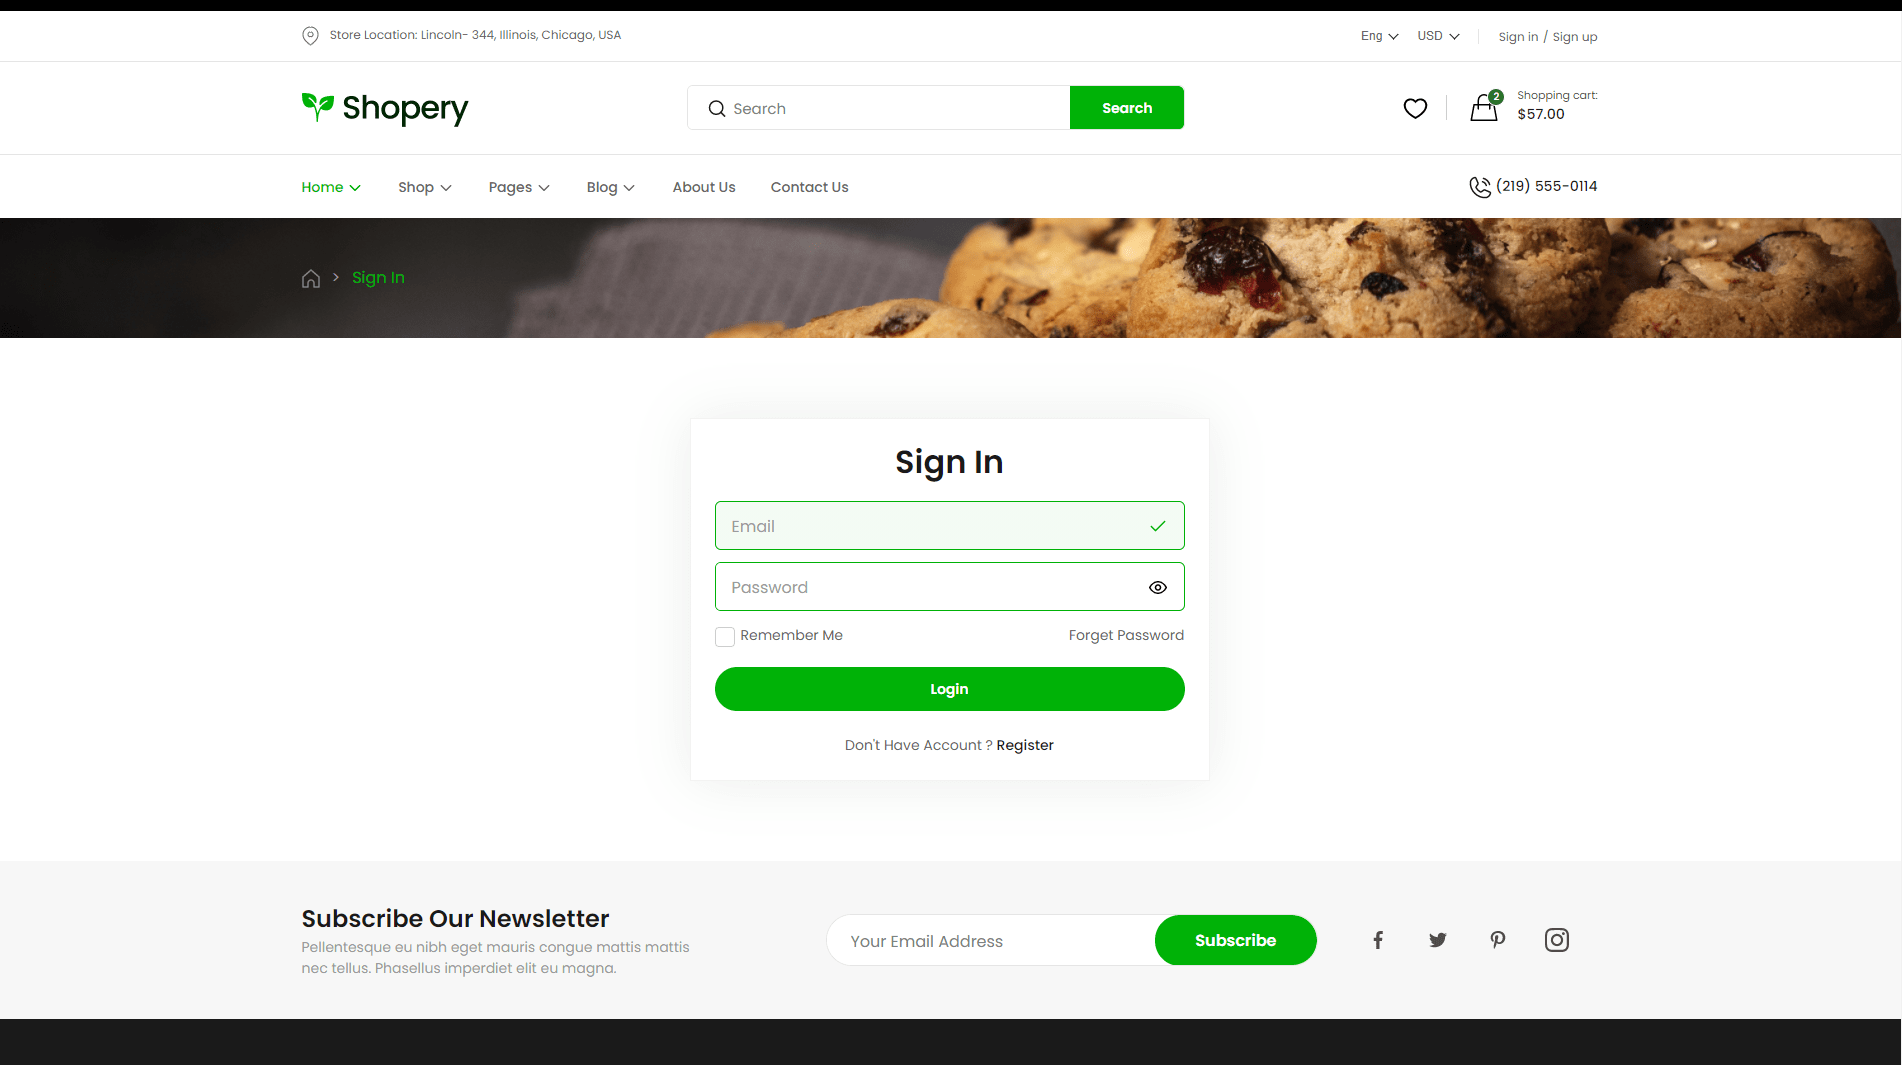 Store Location: Lincoln- 344, Illinois, Chicago, USA
Eng USD Sign in / Sign up
Shopery
Search Search
2
Shopping cart:
$57.00
Home Shop Pages Blog About Us Contact Us
(219) 555-0114
> Sign In
Sign In
Email
Password
Remember Me Forget Password
Login
Don't Have Account ? Register
Subscribe Our Newsletter
Pellentesque eu nibh eget mauris congue mattis mattis
nec tellus. Phasellus imperdiet elit eu magna.
Your Email Address Subscribe